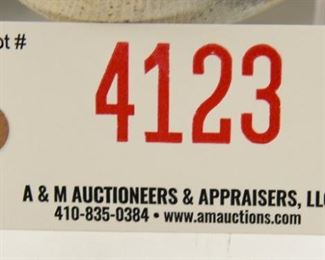 ot #
4123
A & M AUCTIONEERS & APPRAISERS, LLC
410-835-0384 • www.amauctions.com